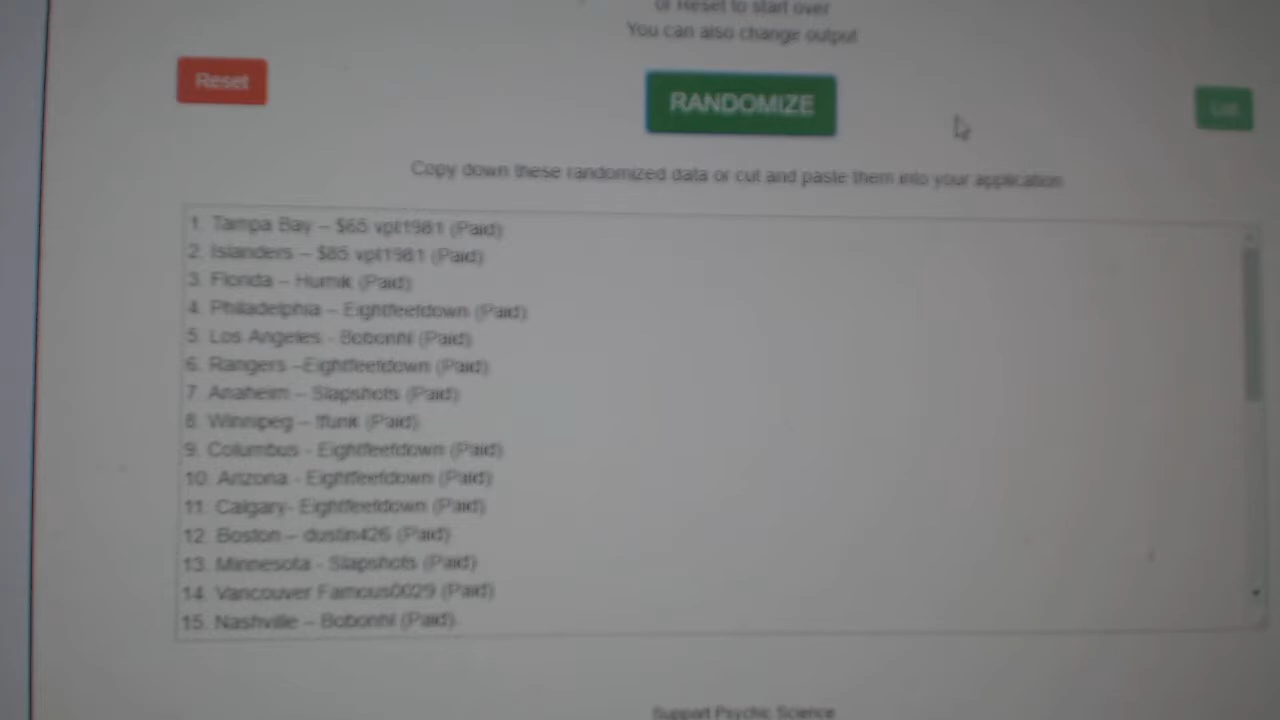 or Reset to start over
You can also change output
Reset
RANDOMIZE
Copy down these randomized data or cut and paste them into your application
1. Tampa Bay – $65 vpt1981 (Paid)
2. Islanders – $85 vpt1981 (Paid)
3. Florida – Humik (Paid)
4. Philadelphia – Eightfeetdown (Paid)
5. Los Angeles - Bobonhl (Paid)
6. Rangers –Eightfeetdown (Paid)
7. Anaheim – Slapshots (Paid)
8. Winnipeg – (Paid)
9. Columbus - Eightfeetdown (Paid)
10. Arizona - Eightfeetdown (Paid)
11. Calgary- Eightfeetdown (Paid)
12. Boston – dustin426 (Paid)
13. Minnesota - Slapshots (Paid)
14. Vancouver Famous0029 (Paid)
15. Nashville – Bobonhl (Paid)
Support Psychic Science